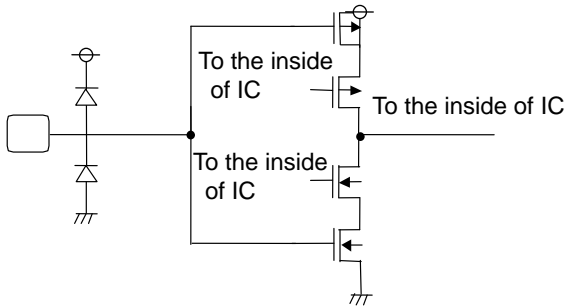 To the inside
of IC
To the inside of IC
To the inside
of IC